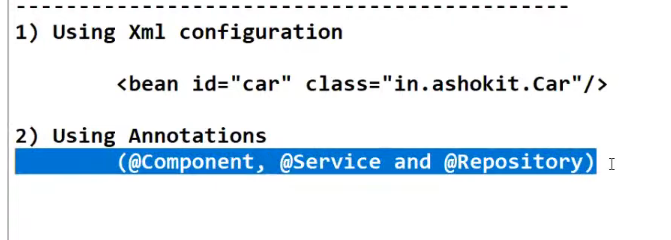 -----------------------------------------------
1) Using Xml configuration
<bean id="car" class="in.ashokit.Car"/>
2) Using Annotations
(@Component, @Service and @Repository)